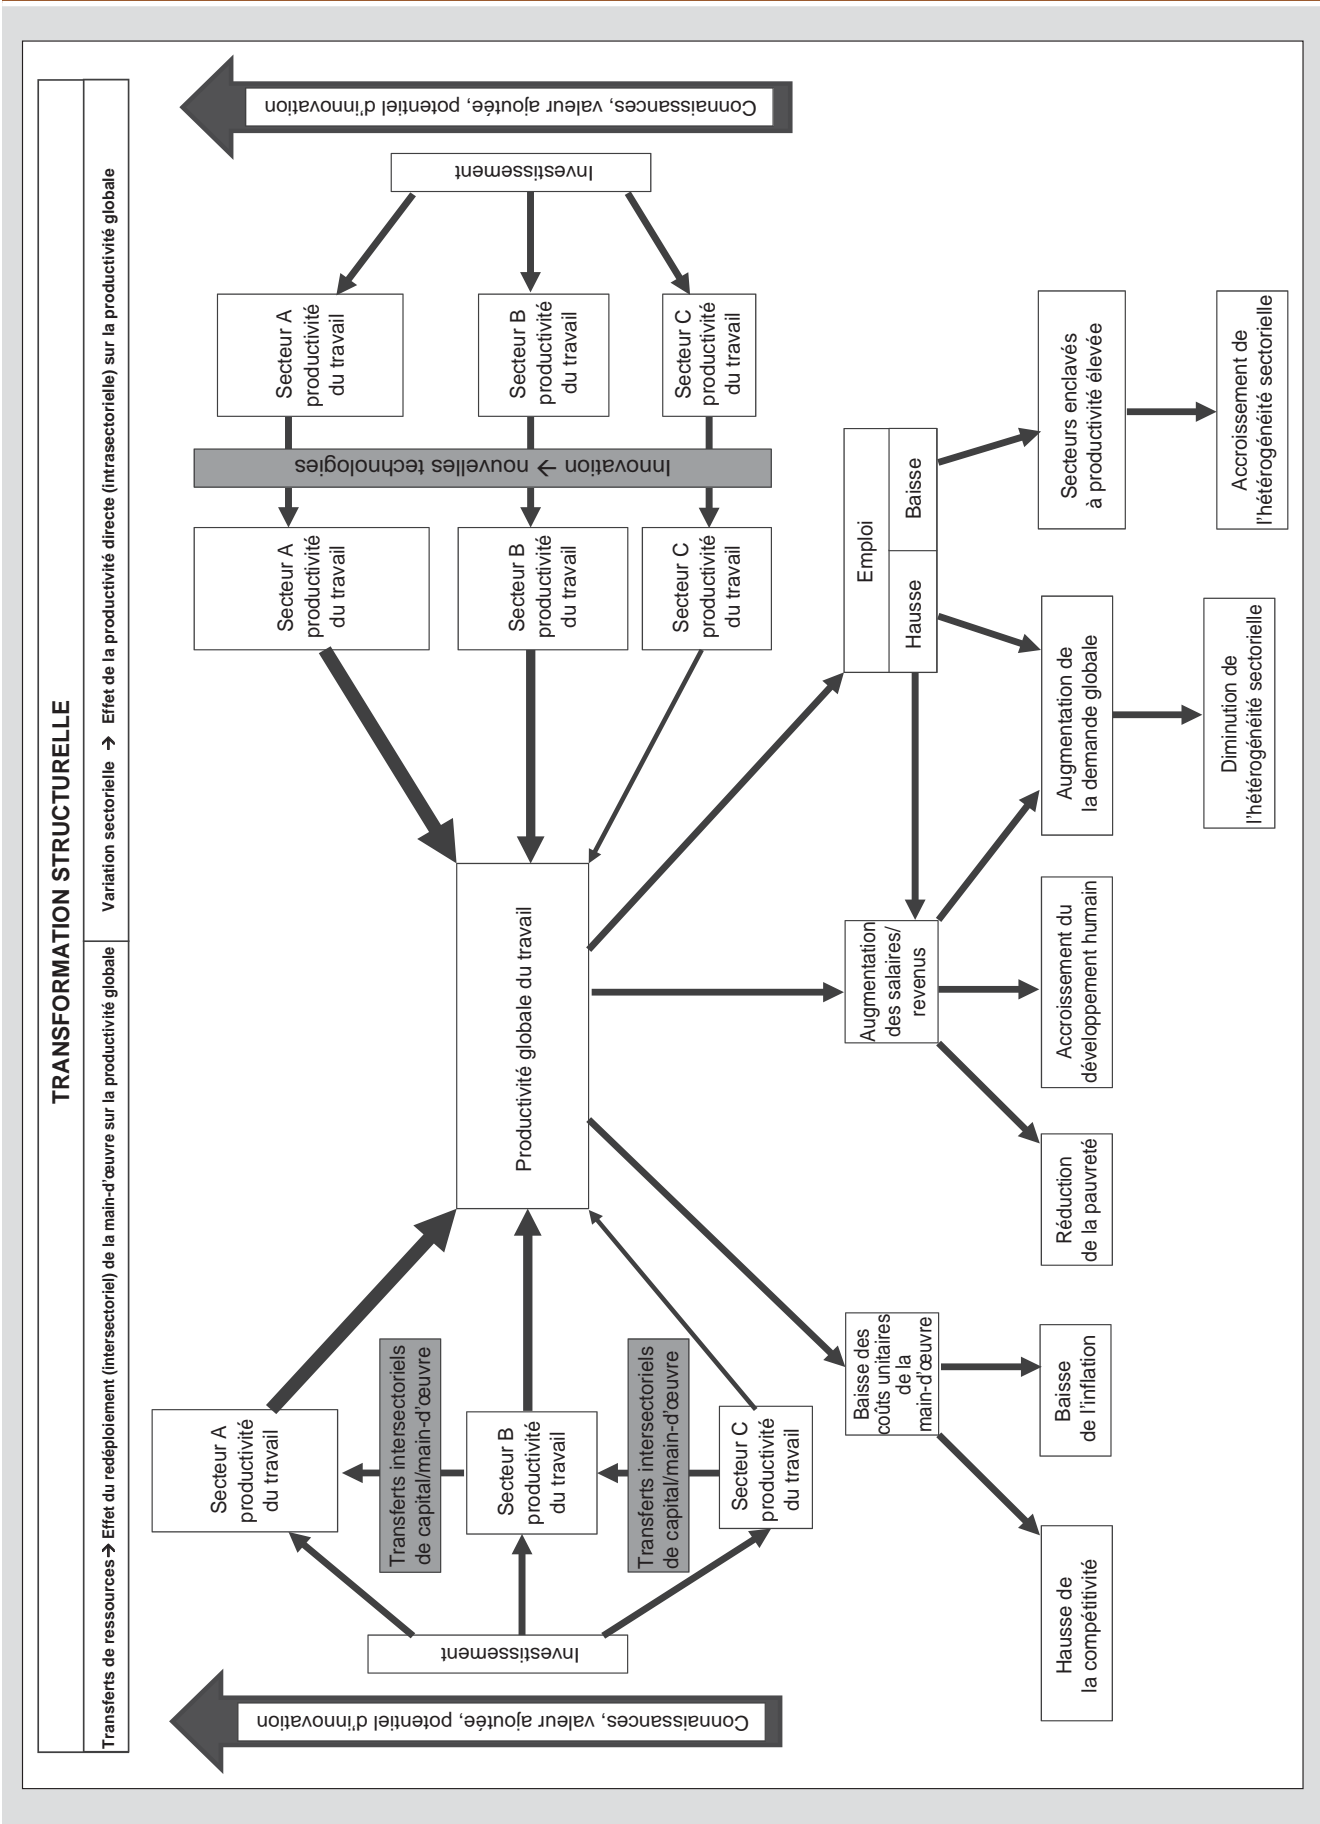 TRANSFORMATION STRUCTURELLE
Transferts de ressources → Effet du redéploiement (intersectoriel) de la main-d'œuvre sur la productivité globale
Variation sectorielle → Effet de la productivité directe (intrasectorielle) sur la productivité globale
Connaissances, valeur ajoutée, potentiel d'innovation
Investissement
Secteur A
productivité
du travail
Transferts intersectoriels
de capital/main-d'œuvre
Secteur B
productivité
du travail
Transferts intersectoriels
de capital/main-d'œuvre
Secteur C
productivité
du travail
Productivité globale du travail
Secteur A
productivité
du travail
Secteur B
productivité
du travail
Secteur C
productivité
du travail
Innovation → nouvelles technologies
Secteur A
productivité
du travail
Secteur B
productivité
du travail
Secteur C
productivité
du travail
Investissement
Connaissances, valeur ajoutée, potentiel d'innovation
Baisse des
coûts unitaires
de la
main-d'œuvre
Augmentation
des salaires/
revenus
Emploi
Hausse
Baisse
Hausse de
la compétitivité
Baisse
de l'inflation
Réduction
de la pauvreté
Accroissement du
développement humain
Augmentation de
la demande globale
Secteurs enclavés
à productivité élevée
Diminution de
l'hétérogénéité sectorielle
Accroissement de
l'hétérogénéité sectorielle